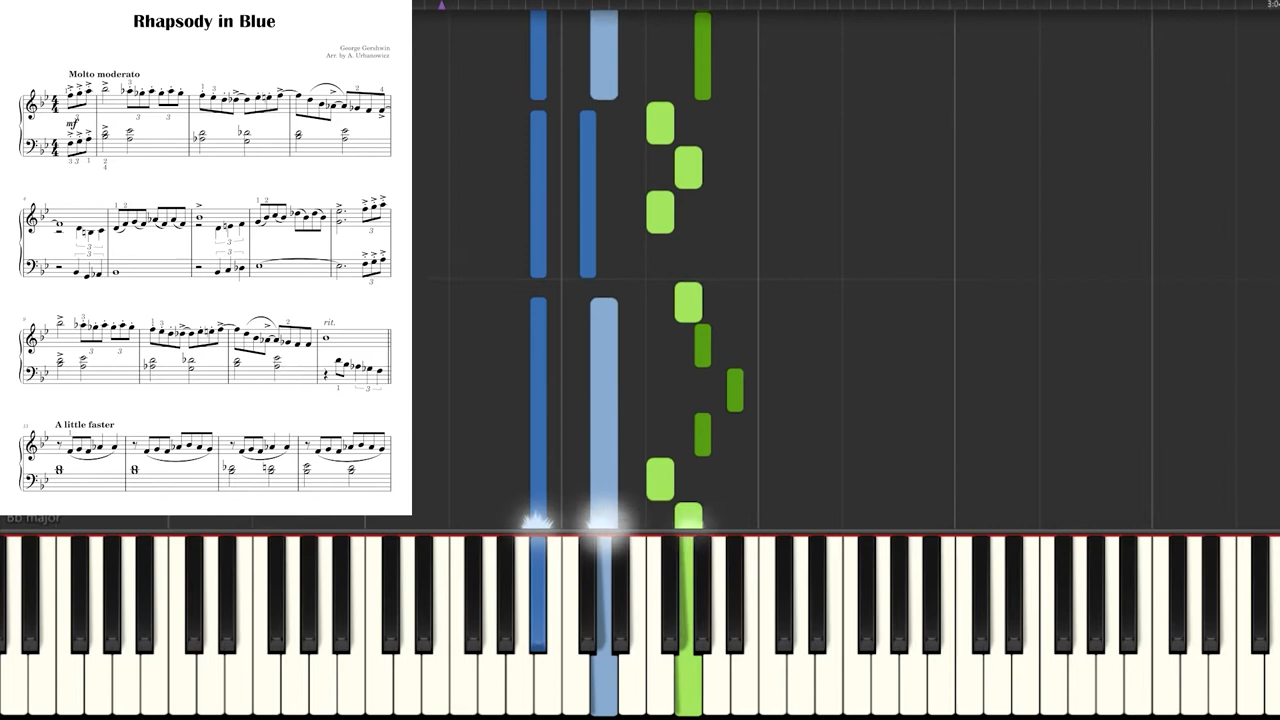 Rhapsody in Blue
George Gershwin
Arr. by A. Urbanowicz
Molto moderato
mf
rit.
A little faster
Bb major